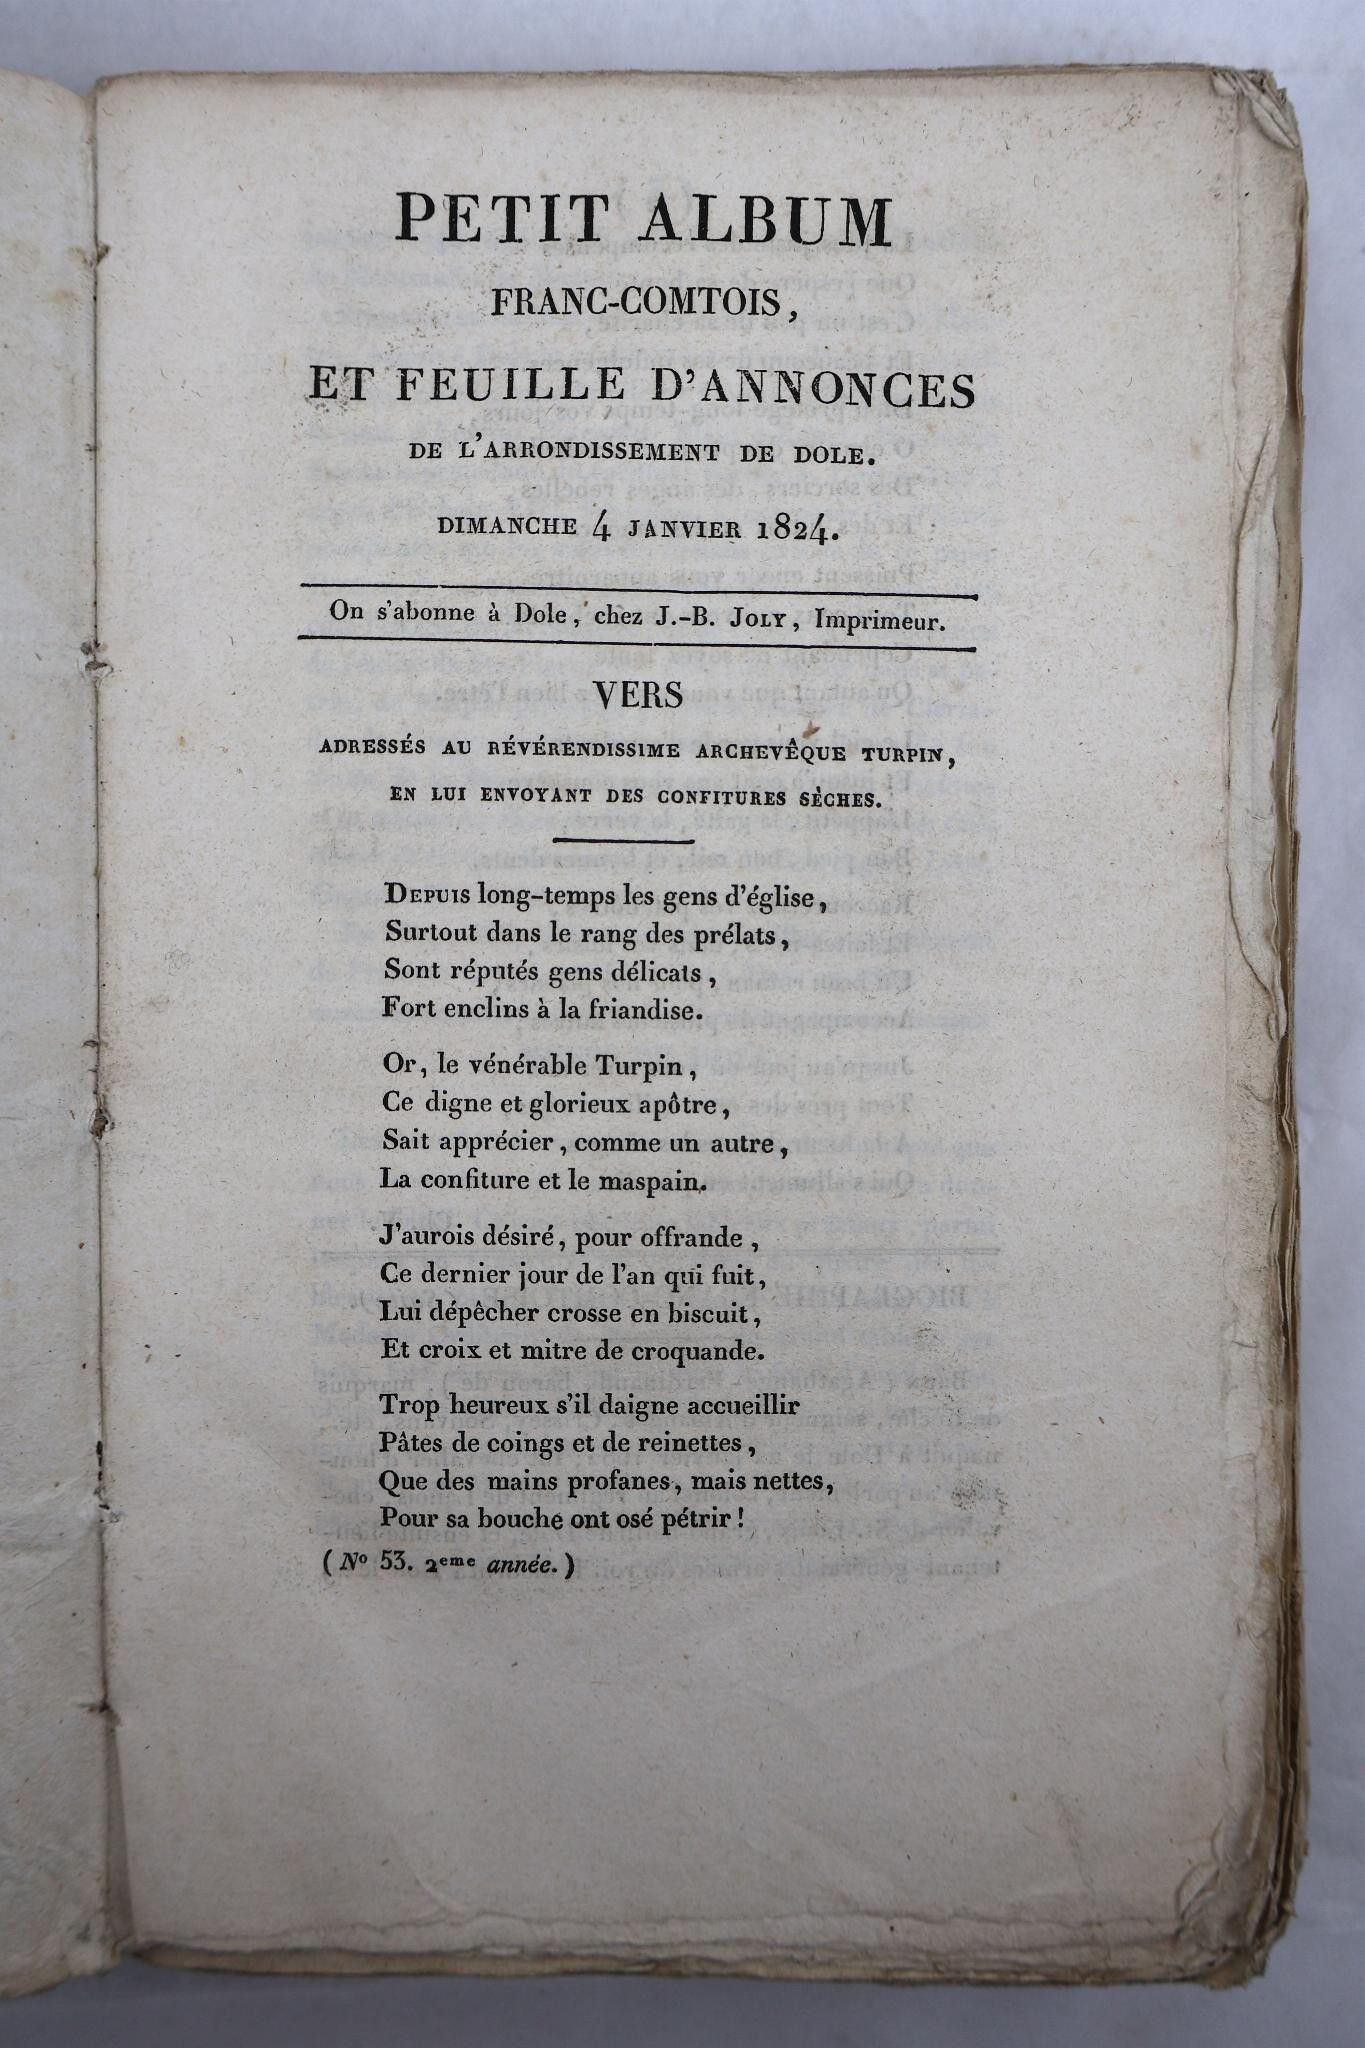 PETIT ALBUM
FRANC-COMTOIS,
ET FEUILLE D'ANNONCES
DE L'ARRONDISSEMENT DE DOLE.
DIMANCHE 4 JANVIER 1824.
On s'abonne à Dole, chez J.-B. JOLY, Imprimeur.
VERS
ADRESSÉS AU RÉVÉRENDISSIME ARCHEVÊQUE TURPIN,
EN LUI ENVOYANT DES CONFITURES SÈCHES.
DEPUIS long-temps les gens d'église,
Surtout dans le rang des prélats,
Sont réputés gens délicats,
Fort enclins à la friandise.
Or, le vénérable Turpin,
Ce digne et glorieux apôtre,
Sait apprécier, comme un autre,
La confiture et le maspain.
J'aurois désiré, pour offrande,
Ce dernier jour de l'an qui fuit,
Lui dépêcher crosse en biscuit,
Et croix et mitre de croquande.
Trop heureux s'il daigne accueillir
Pâtes de coings et de reinettes,
Que des mains profanes, mais nettes,
Pour sa bouche ont osé pétrir!
(No 53. 2eme année.)